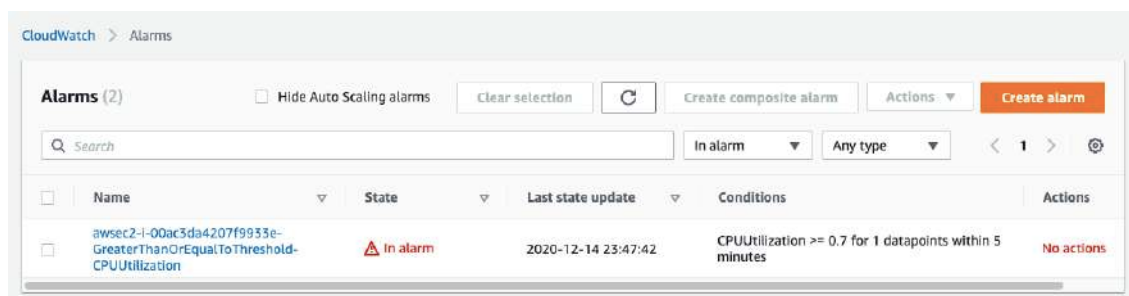 CloudWatch > Alarms
Alarms (2) Hide Auto Scaling alarms Clear selection Create composite alarm Actions Create alarm
Search In alarm Any type < 1 >
Name State Last state update Conditions Actions
awsec2-i-00ac3da4207f9933e-
GreaterThanOrEqualToThreshold-
CPUUtilization
In alarm 2020-12-14 23:47:42
CPUUtilization >= 0.7 for 1 datapoints within 5
minutes
No actions